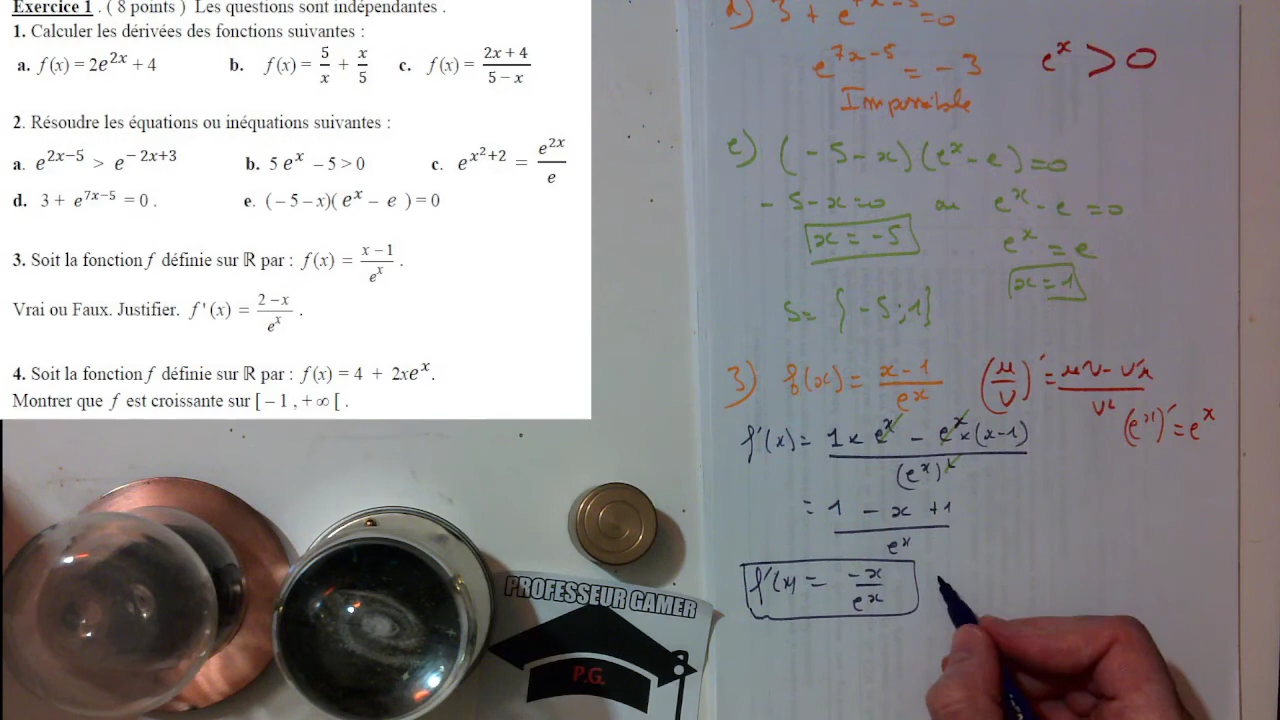 Exercice 1 . ( 8 points ) Les questions sont indépendantes .
1. Calculer les dérivées des fonctions suivantes :
a. f(x) = 2e^{2x} + 4 b. f(x) = 5/x + x/5 c. f(x) = (2x + 4)/(5 − x)
2. Résoudre les équations ou inéquations suivantes :
a. e^{2x−5} > e^{−2x+3} b. 5 e^x − 5 > 0 c. e^{x²+2} = e^{2x}/e
d. 3 + e^{7x−5} = 0 . e. (− 5 − x)( e^x − e ) = 0
3. Soit la fonction f définie sur ℝ par : f(x) = (x − 1)/e^x .
Vrai ou Faux. Justifier. f '(x) = (2 − x)/e^x .
4. Soit la fonction f définie sur ℝ par : f(x) = 4 + 2xe^x.
Montrer que f est croissante sur [ − 1 , + ∞ [ .
d) 3 + e^{7x−5} = 0
e^{7x−5} = − 3 e^x > 0
Impossible
e) (− 5 − x)(e^x − e) = 0
− 5 − x = 0 ou e^x − e = 0
x = −5 e^x = e
x = 1
S = {−5 ; 1}
3) f(x) = (x − 1)/e^x (u/v)' = (u'v − v'u)/v²
(e^x)' = e^x
f'(x) = (1 × e^x − e^x × (x−1))/(e^x)²
= (1 − x + 1)/e^x
f'(x) = −x/e^x
PROFESSEUR GAMER
P.G.